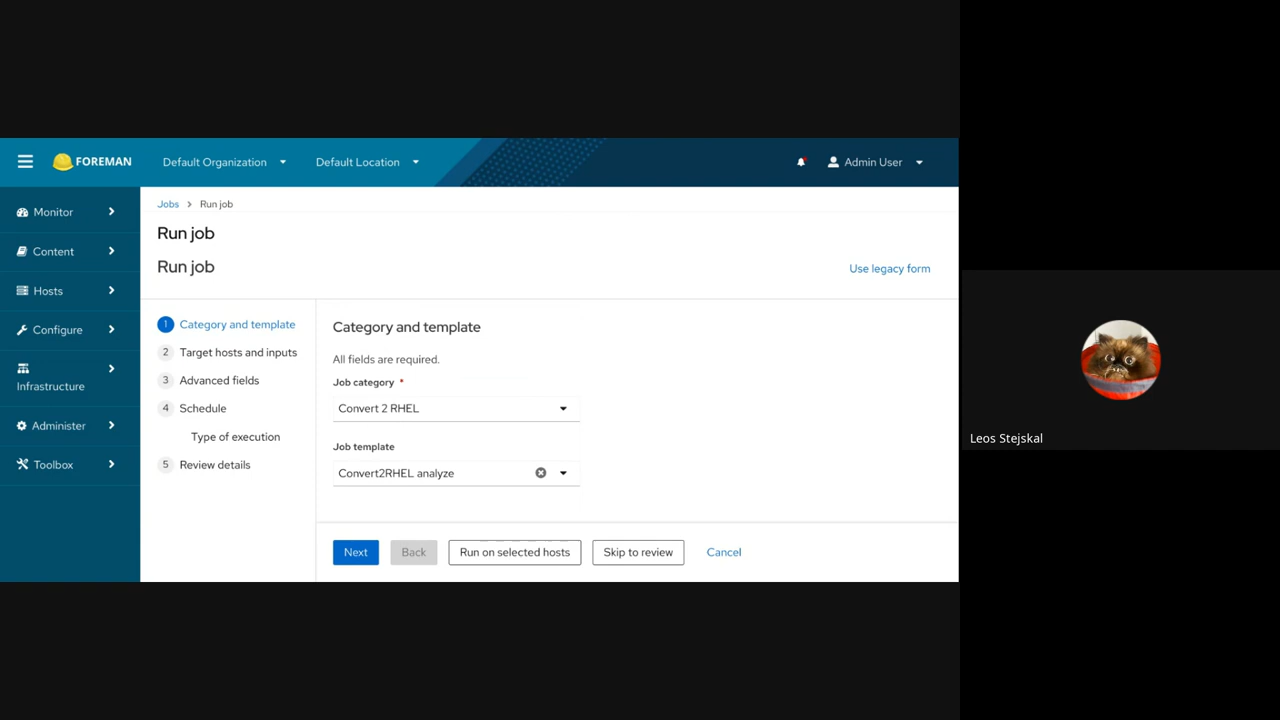 FOREMAN
Default Organization
Default Location
Admin User
Monitor
Content
Hosts
Configure
Infrastructure
Administer
Toolbox
Jobs > Run job
Run job
Run job
Use legacy form
1 Category and template
2 Target hosts and inputs
3 Advanced fields
4 Schedule
Type of execution
5 Review details
Category and template
All fields are required.
Job category *
Convert 2 RHEL
Job template
Convert2RHEL analyze
Next
Back
Run on selected hosts
Skip to review
Cancel
Leos Stejskal